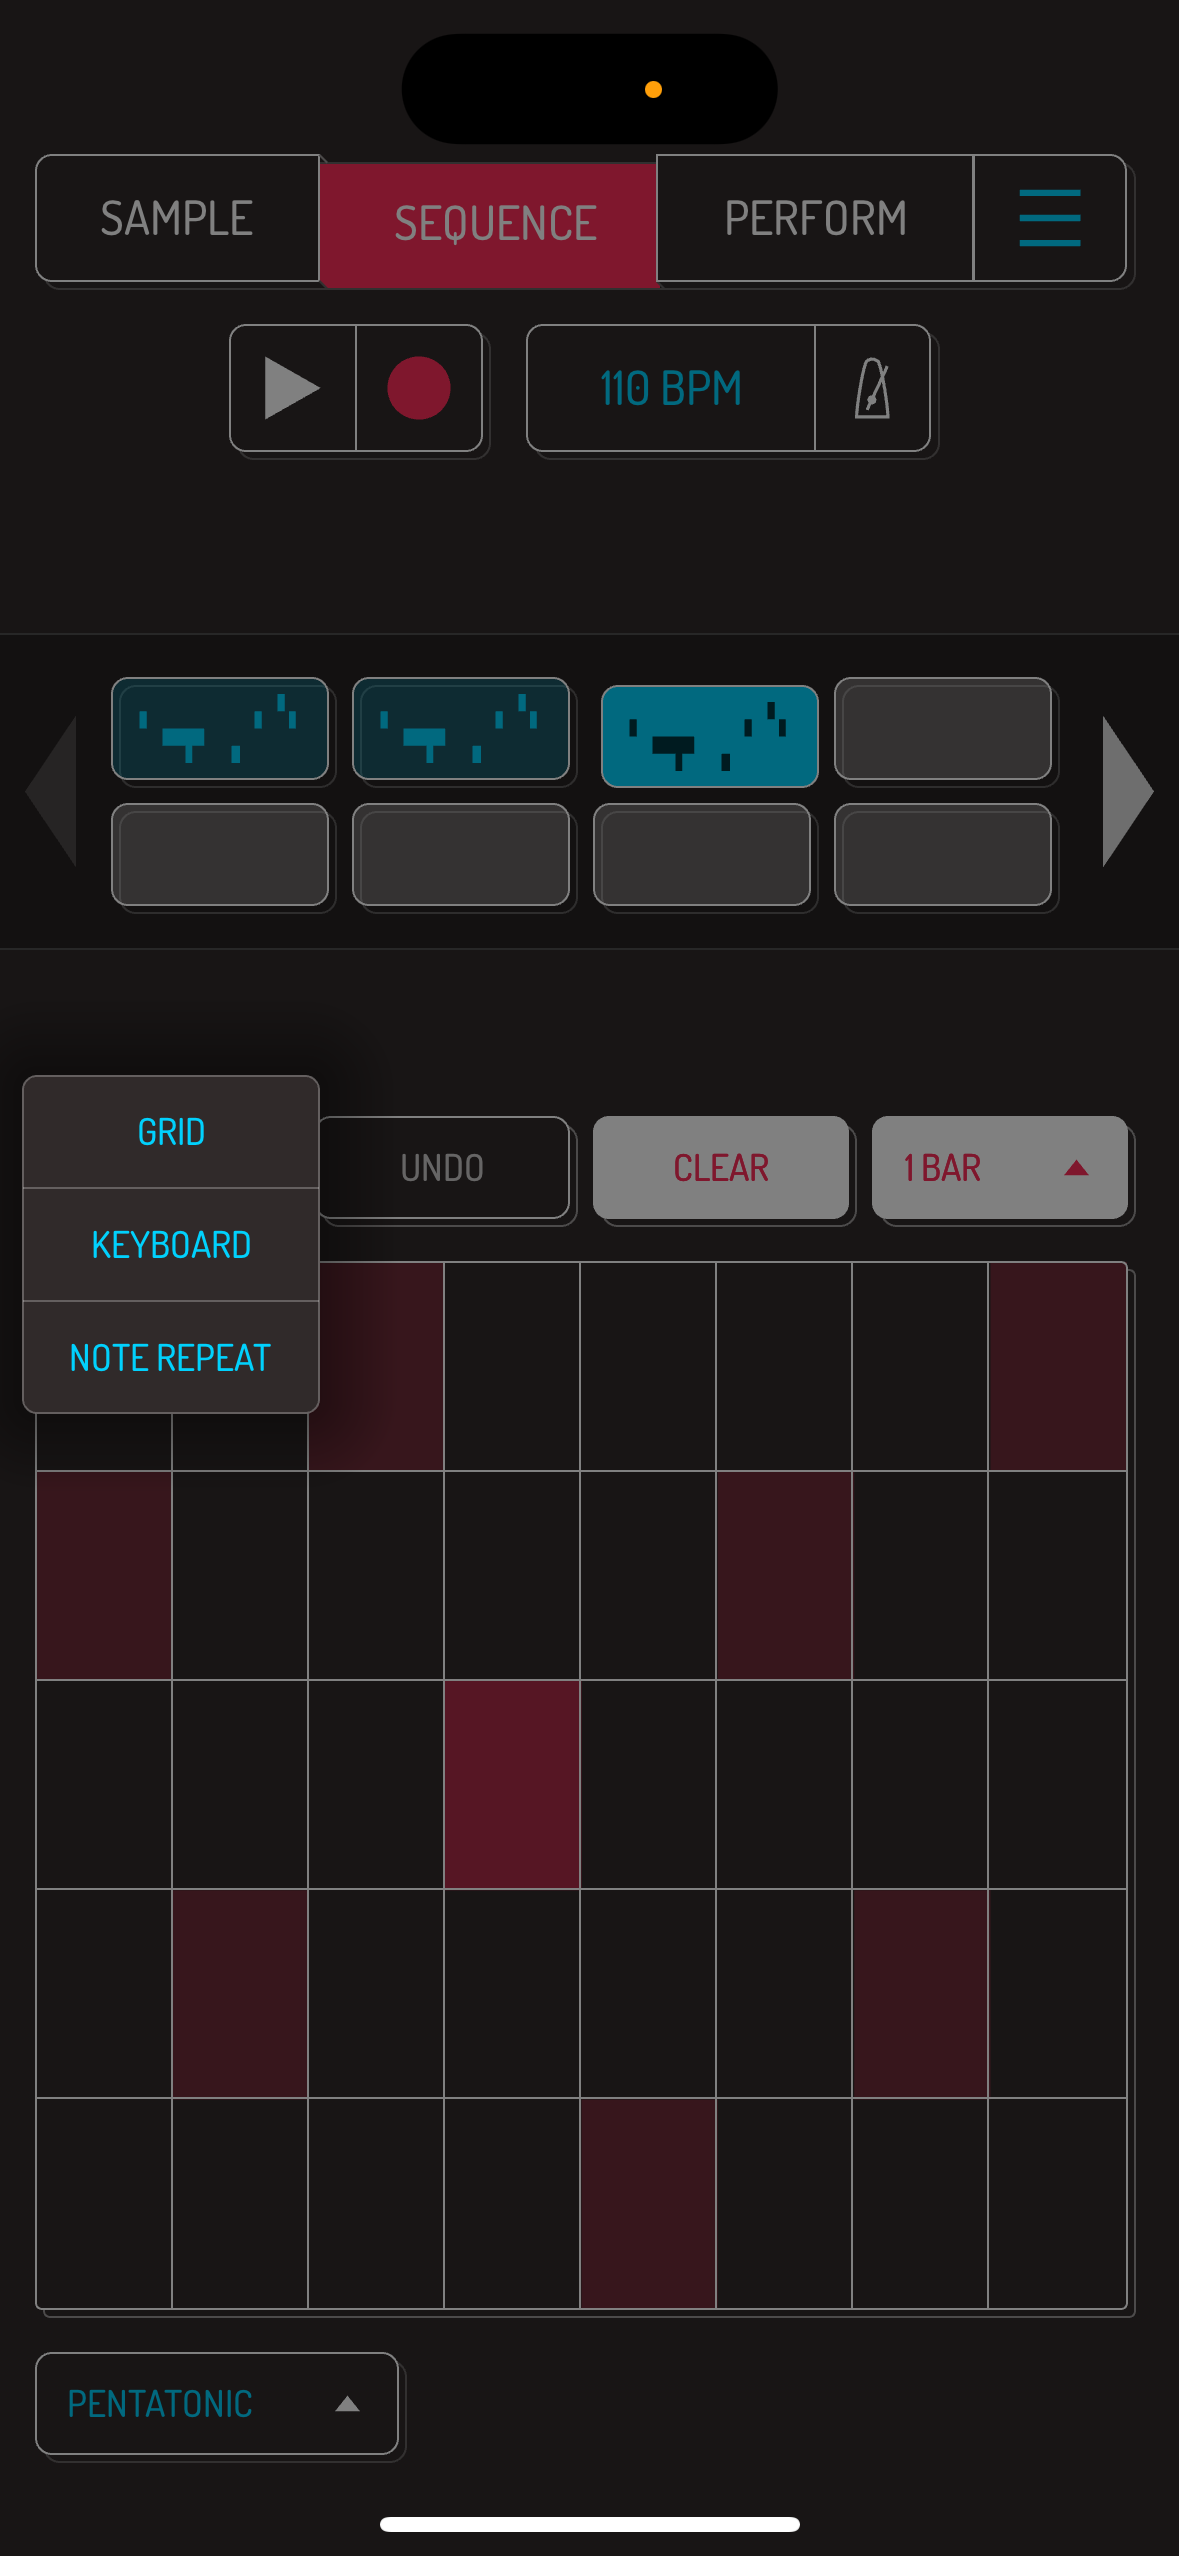 SAMPLE
SEQUENCE
PERFORM
110 BPM
GRID
KEYBOARD
NOTE REPEAT
UNDO
CLEAR
1 BAR
PENTATONIC